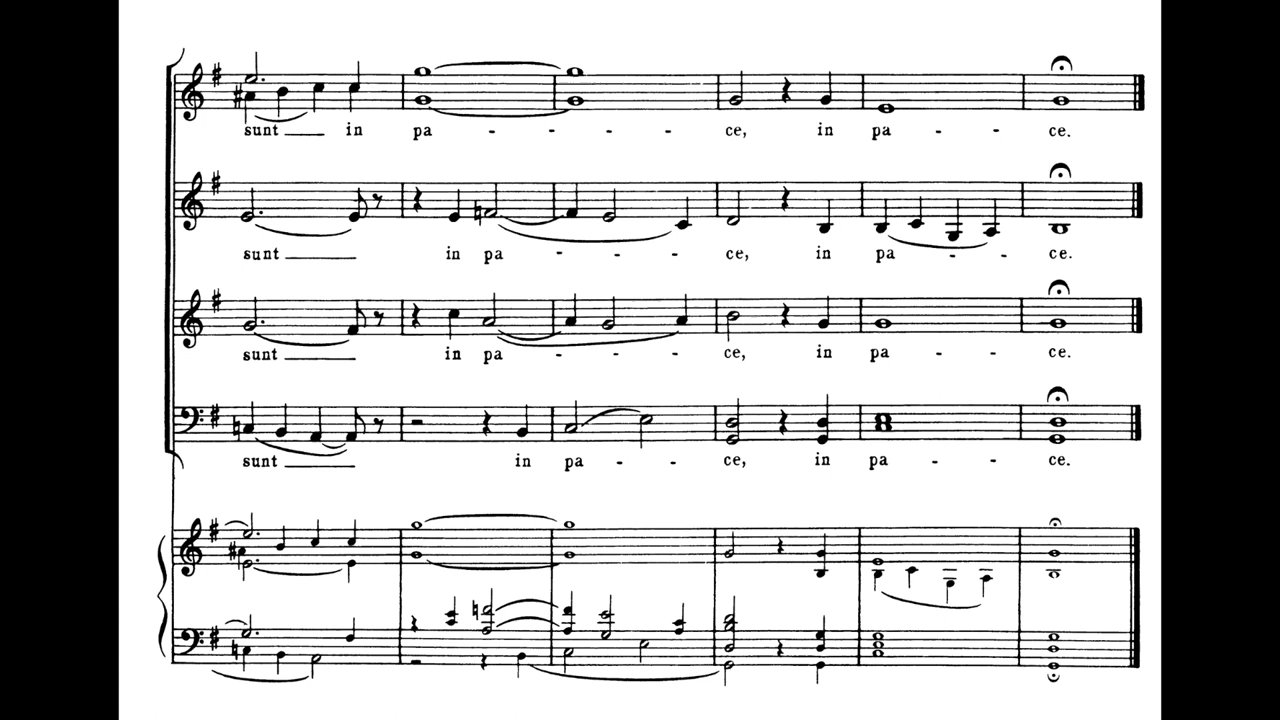 sunt in pa - - - - ce, in pa - - ce.
sunt in pa - - - ce, in pa - - ce.
sunt in pa - - - ce, in pa - - ce.
sunt in pa - - ce, in pa - - ce.